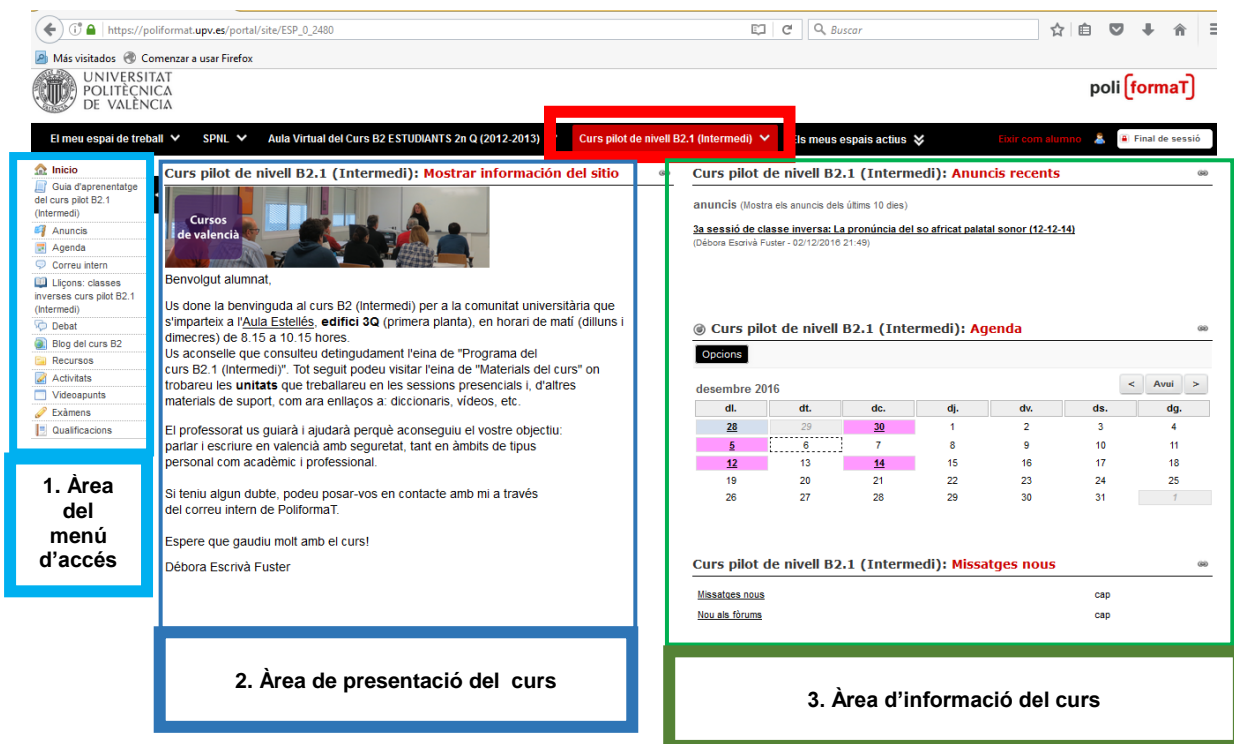 https://poliformat.upv.es/portal/site/ESP_0_2480
Buscar
Más visitados Comenzar a usar Firefox
UNIVERSITAT
POLITÈCNICA
DE VALÈNCIA
poli[formaT]
El meu espai de treball SPNL Aula Virtual del Curs B2 ESTUDIANTS 2n Q (2012-2013) Curs pilot de nivell B2.1 (Intermedi) Els meus espais actius Eixir com alumno Final de sessió
Inicio
Guia d'aprenentatge
del curs pilot B2.1
(Intermedi)
Anuncis
Agenda
Correu intern
Lliçons: classes
inverses curs pilot B2.1
(Intermedi)
Debat
Blog del curs B2
Recursos
Activitats
Videoapunts
Exàmens
Qualificacions
1. Àrea
del
menú
d’accés
Curs pilot de nivell B2.1 (Intermedi): Mostrar información del sitio
Cursos
de valencià
Benvolgut alumnat,
Us done la benvinguda al curs B2 (Intermedi) per a la comunitat universitària que
s'imparteix a l'Aula Estellés, edifici 3Q (primera planta), en horari de matí (dilluns i
dimecres) de 8.15 a 10.15 hores.
Us aconselle que consulteu detingudament l'eina de "Programa del
curs B2.1 (Intermedi)". Tot seguit podeu visitar l'eina de "Materials del curs" on
trobareu les unitats que treballareu en les sessions presencials i, d'altres
materials de suport, com ara enllaços a: diccionaris, vídeos, etc.
El professorat us guiarà i ajudarà perquè aconseguiu el vostre objectiu:
parlar i escriure en valencià amb seguretat, tant en àmbits de tipus
personal com acadèmic i professional.
Si teniu algun dubte, podeu posar-vos en contacte amb mi a través
del correu intern de PoliformaT.
Espere que gaudiu molt amb el curs!
Débora Escrivà Fuster
2. Àrea de presentació del curs
Curs pilot de nivell B2.1 (Intermedi): Anuncis recents
anuncis (Mostra els anuncis dels últims 10 dies)
3a sessió de classe inversa: La pronúncia del so africat palatal sonor (12-12-14)
(Débora Escrivà Fuster - 02/12/2016 21:49)
Curs pilot de nivell B2.1 (Intermedi): Agenda
Opcions
desembre 2016 < Avui >
dl. dt. dc. dj. dv. ds. dg.
28 29 30 1 2 3 4
5 6 7 8 9 10 11
12 13 14 15 16 17 18
19 20 21 22 23 24 25
26 27 28 29 30 31 1
Curs pilot de nivell B2.1 (Intermedi): Missatges nous
Missatges nous cap
Nou als fòrums cap
3. Àrea d’informació del curs